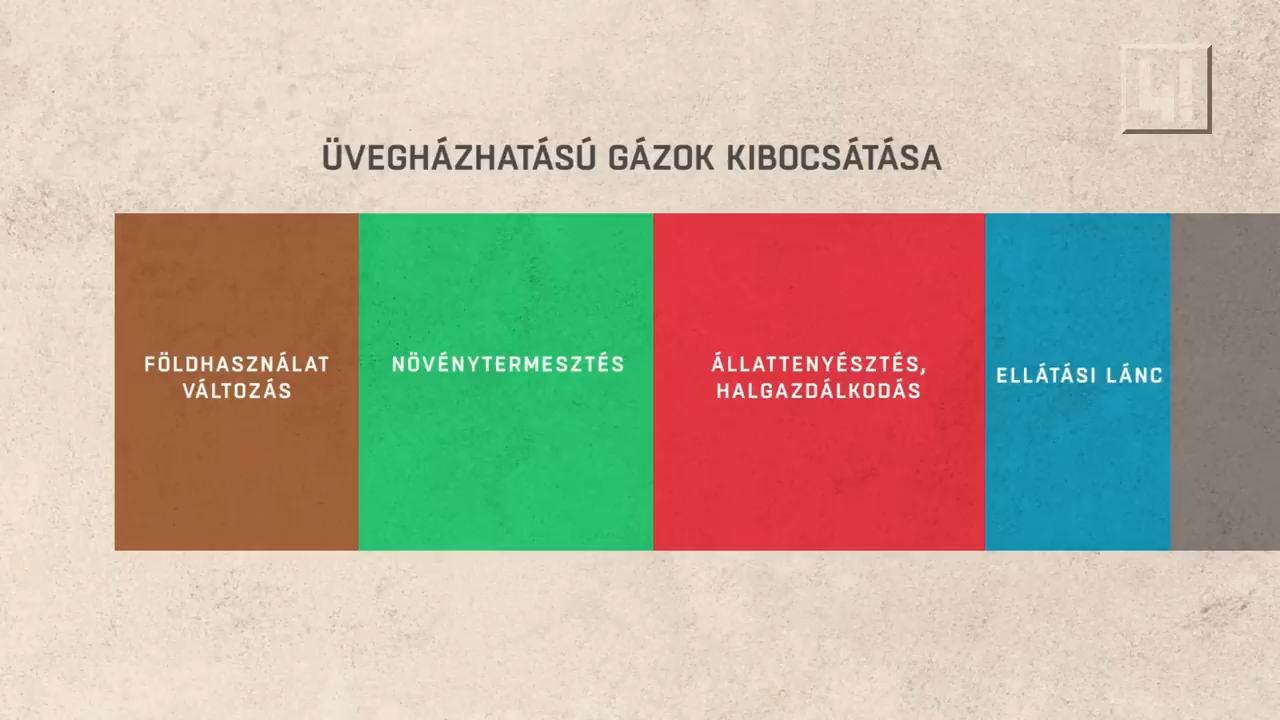 ÜVEGHÁZHATÁSÚ GÁZOK KIBOCSÁTÁSA
FÖLDHASZNÁLAT
VÁLTOZÁS
NÖVÉNYTERMESZTÉS
ÁLLATTENYÉSZTÉS,
HALGAZDÁLKODÁS
ELLÁTÁSI LÁNC